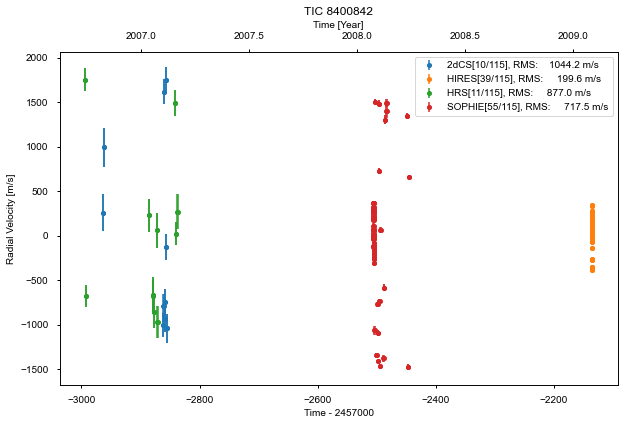 TIC 8400842
Time [Year]
2007.0 2007.5 2008.0 2008.5 2009.0
2000
1500
1000
500
0
−500
−1000
−1500
Radial Velocity [m/s]
2dCS[10/115], RMS: 1044.2 m/s
HIRES[39/115], RMS: 199.6 m/s
HRS[11/115], RMS: 877.0 m/s
SOPHIE[55/115], RMS: 717.5 m/s
−3000 −2800 −2600 −2400 −2200
Time - 2457000